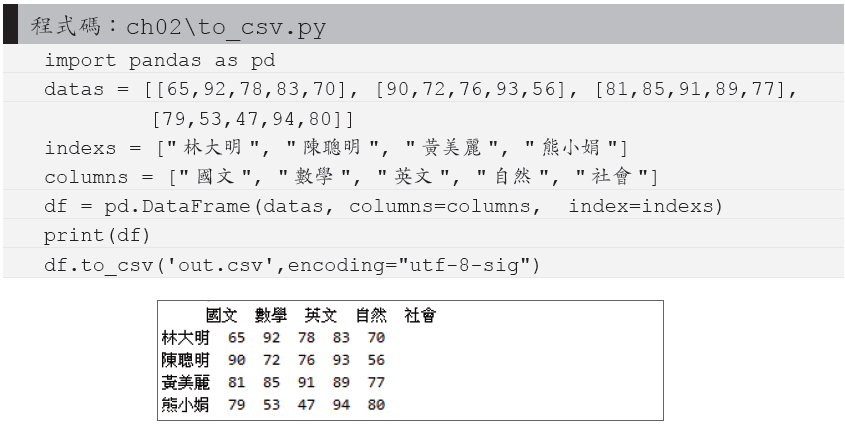 程式碼：ch02\to_csv.py
import pandas as pd
datas = [[65,92,78,83,70], [90,72,76,93,56], [81,85,91,89,77],
[79,53,47,94,80]]
indexs = ["林大明", "陳聰明", "黃美麗", "熊小娟"]
columns = ["國文", "數學", "英文", "自然", "社會"]
df = pd.DataFrame(datas, columns=columns,  index=indexs)
print(df)
df.to_csv('out.csv',encoding="utf-8-sig")
國文 數學 英文 自然 社會
林大明 65 92 78 83 70
陳聰明 90 72 76 93 56
黃美麗 81 85 91 89 77
熊小娟 79 53 47 94 80